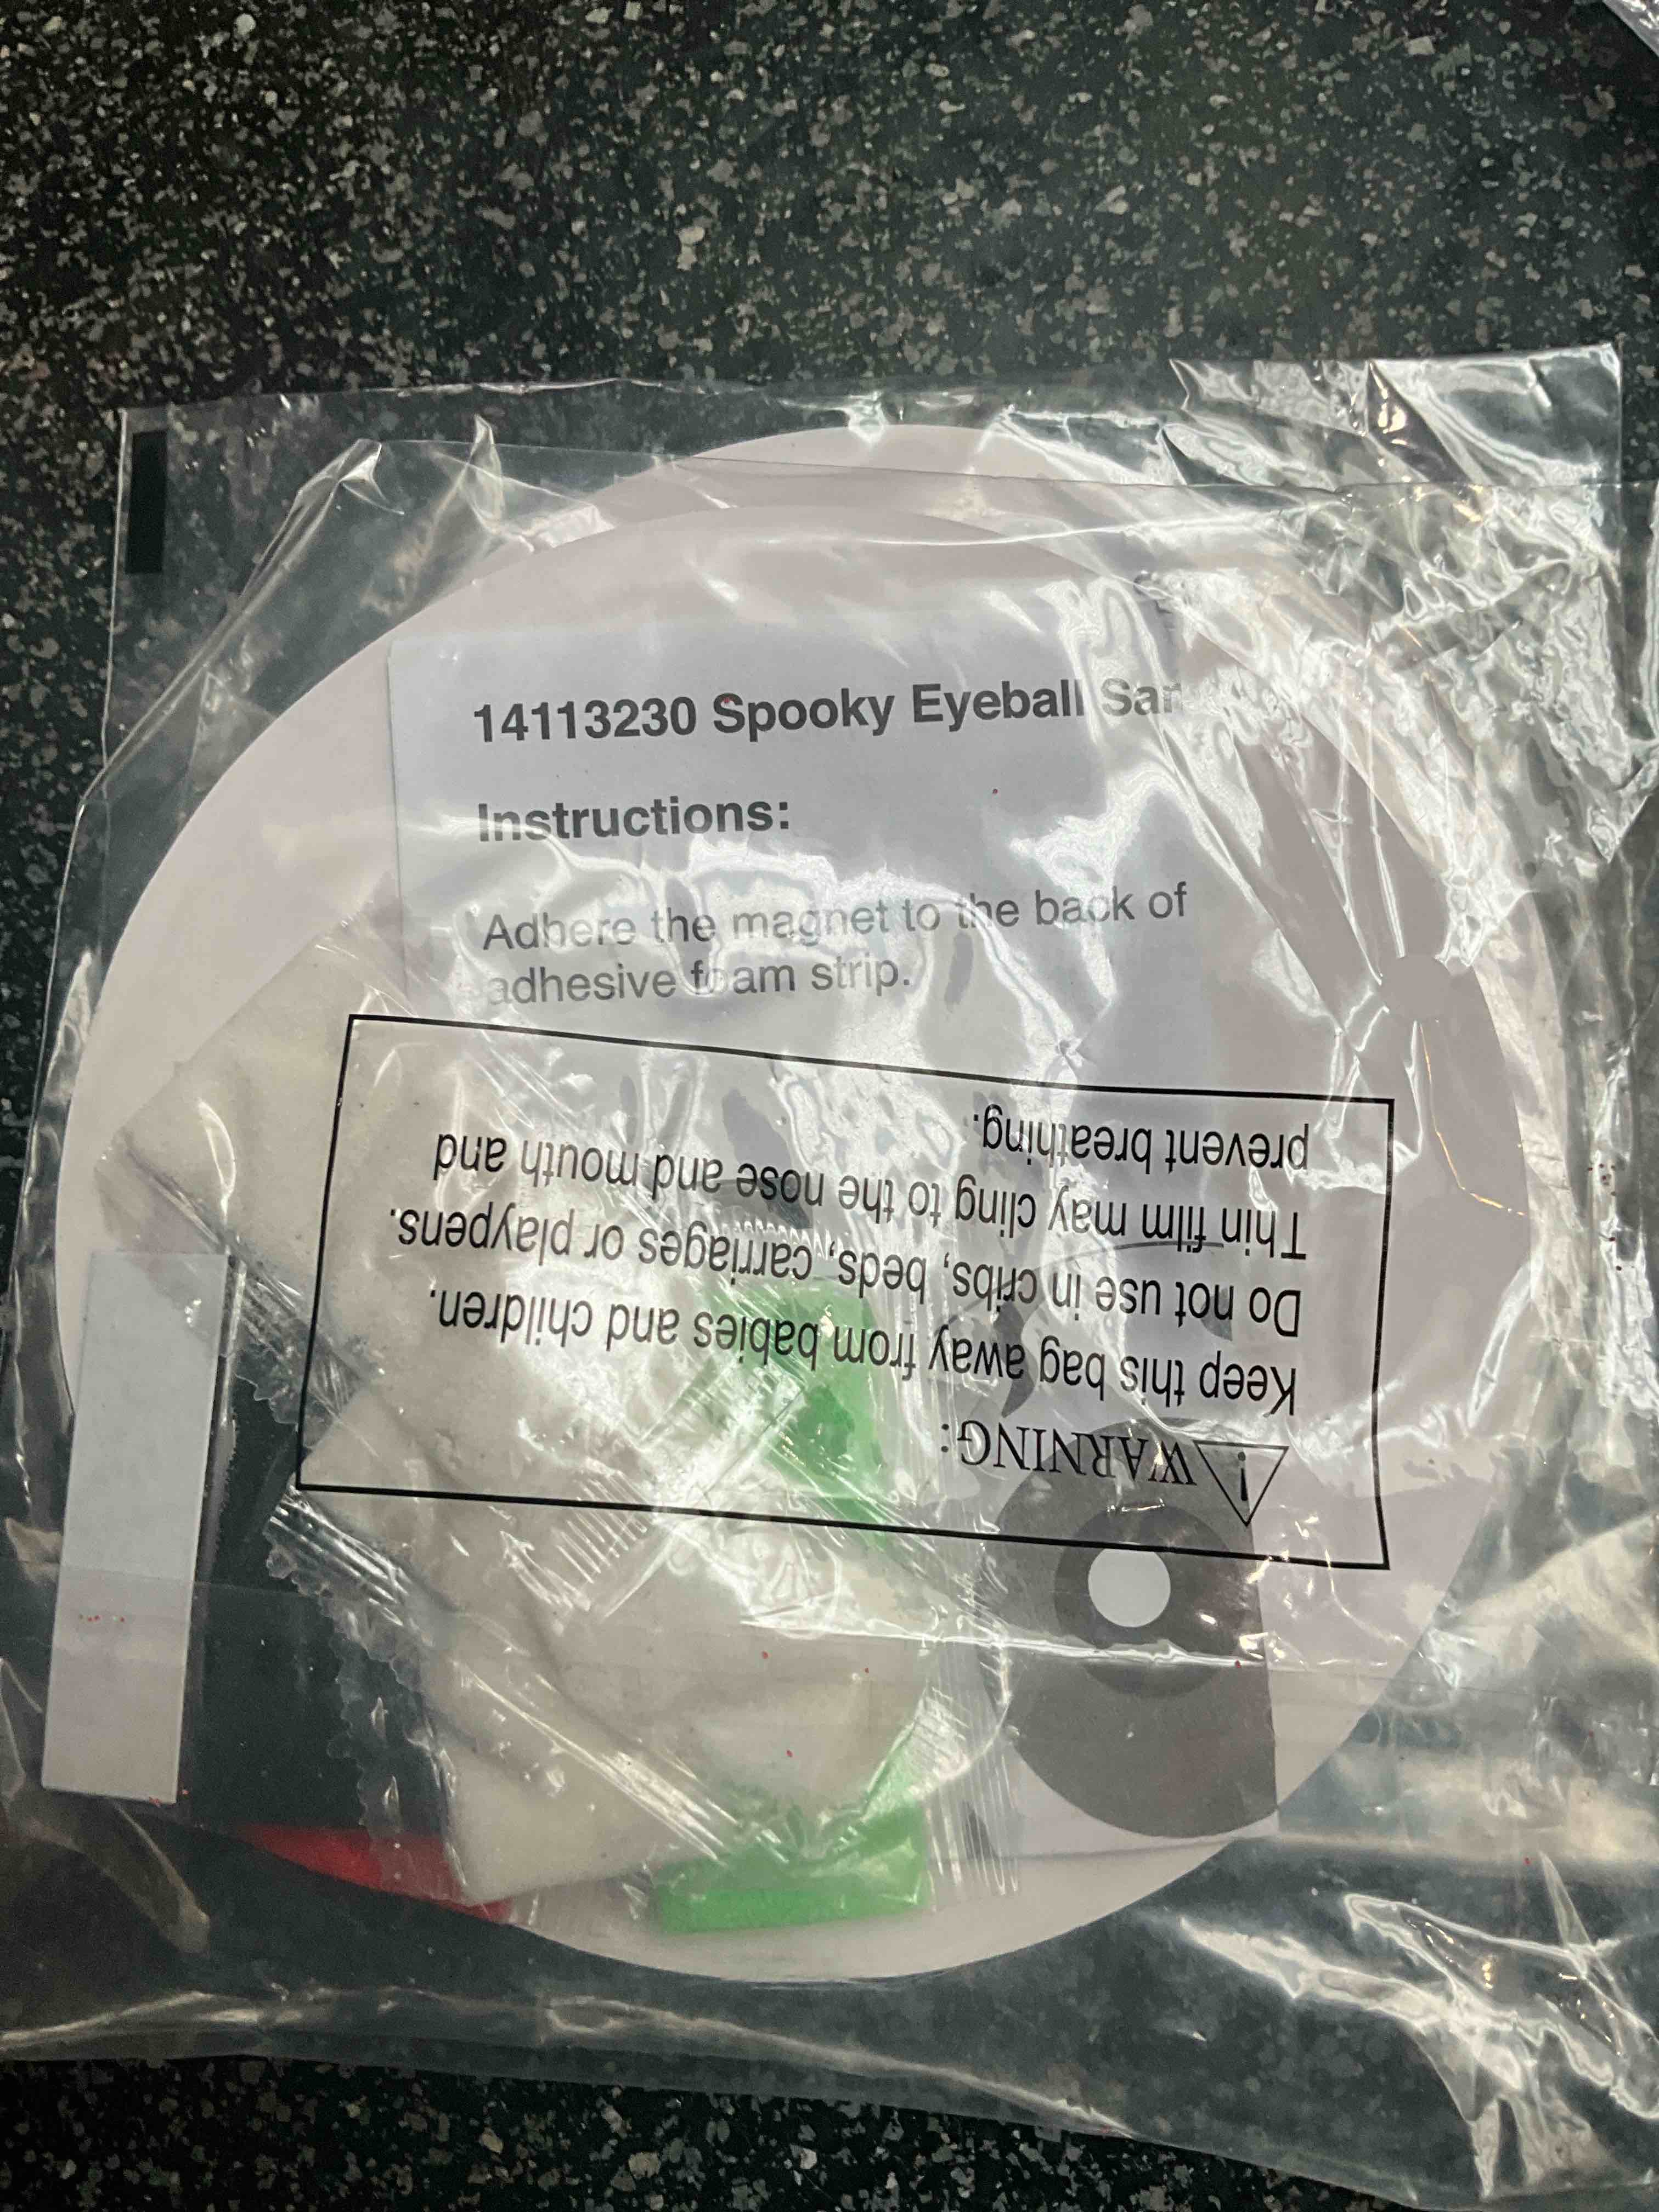 14113230 Spooky Eyeball
Instructions:
Adhere the magnet to the back of
adhesive foam strip.
WARNING:
Keep this bag away from babies and children.
Do not use in cribs, beds, carriages or playpens.
Thin film may cling to the nose and mouth and
prevent breathing.